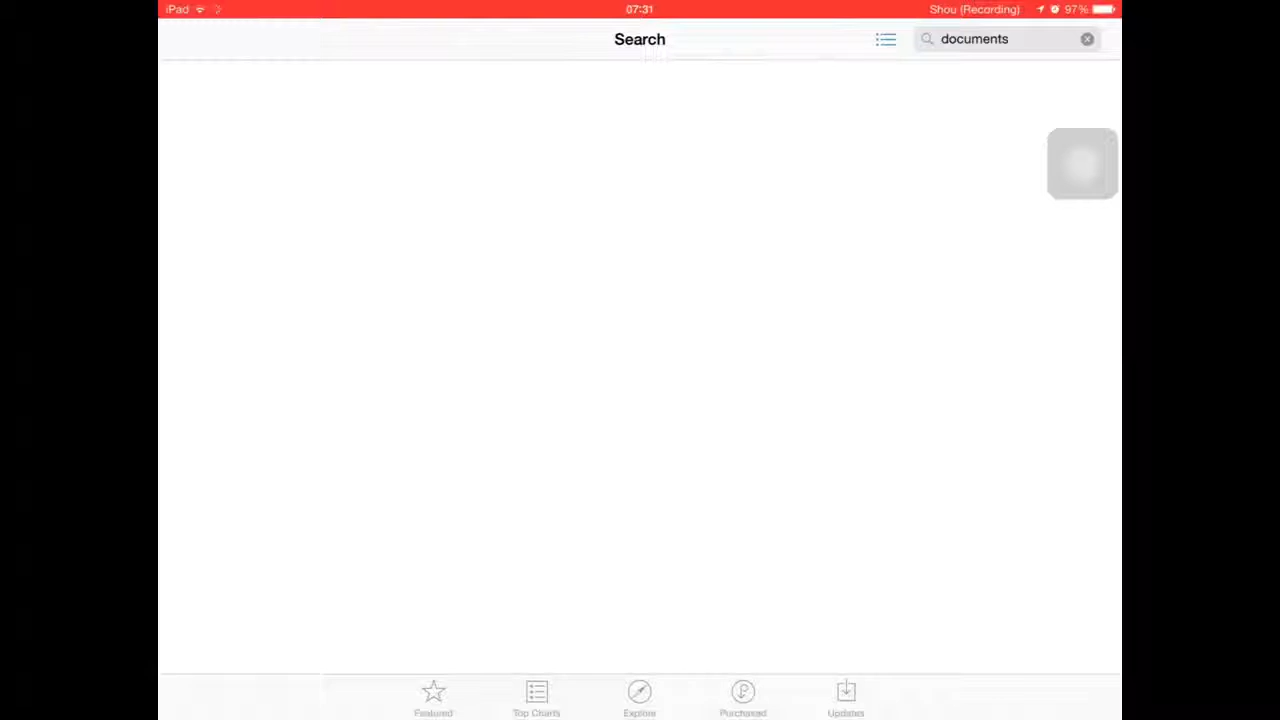 iPad 07:31 Shou (Recording) 97%
Search documents
Featured Top Charts Explore Purchased Updates